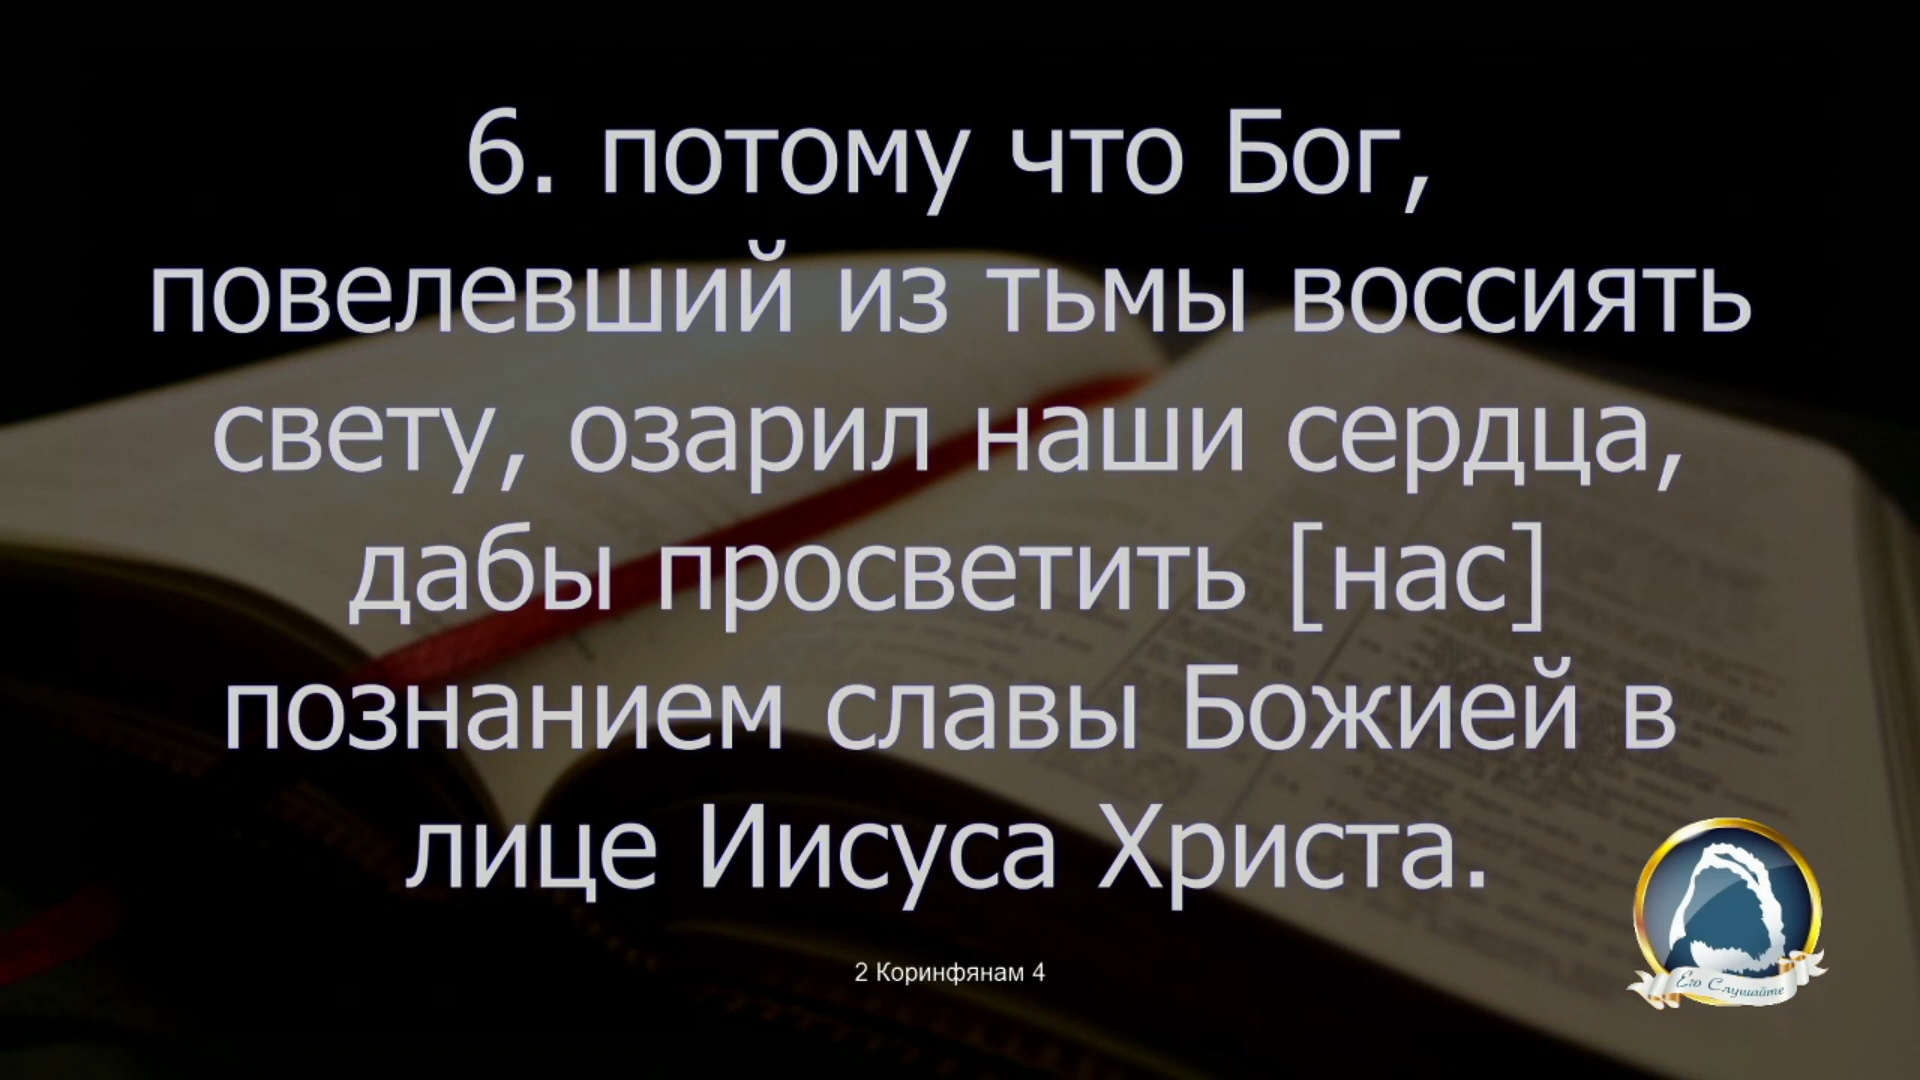 6. потому что Бог,
повелевший из тьмы воссиять
свету, озарил наши сердца,
дабы просветить [нас]
познанием славы Божией в
лице Иисуса Христа.
2 Коринфянам 4
Его Слушайте